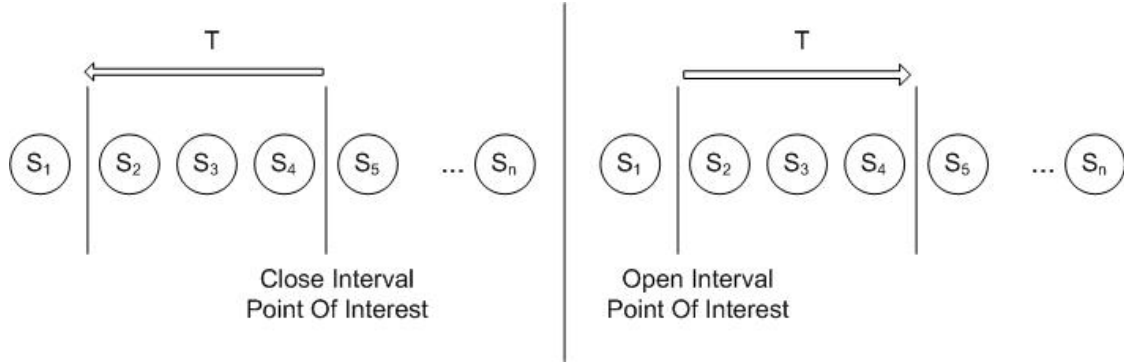 T
S₁ S₂ S₃ S₄ S₅ ... Sₙ
Close Interval
Point Of Interest
T
S₁ S₂ S₃ S₄ S₅ ... Sₙ
Open Interval
Point Of Interest